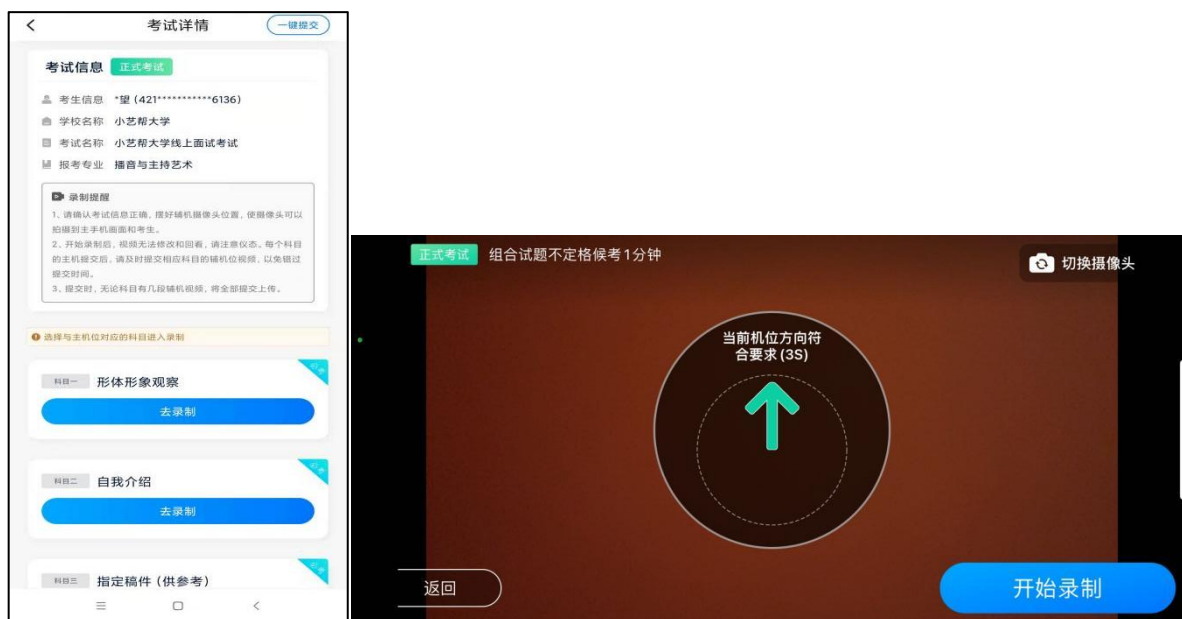 考试详情
一键提交
考试信息 正式考试
考生信息 *望 (421***********6136)
学校名称 小艺帮大学
考试名称 小艺帮大学线上面试考试
报考专业 播音与主持艺术
录制提醒
1、请确认考试信息正确，摆好辅机摄像头位置，使摄像头可以
拍摄到主手机画面和考生。
2、开始录制后，视频无法修改和回看，请注意仪态。每个科目
的主机提交后，请及时提交相应科目的辅机位视频，以免错过
提交时间。
3、提交时，无论科目有几段辅机视频，将全部提交上传。
选择与主机位对应的科目进入录制
科目一 形体形象观察
必考
去录制
科目二 自我介绍
必考
去录制
科目三 指定稿件 (供参考)
必考
正式考试 组合试题不定格候考1分钟
切换摄像头
当前机位方向符
合要求 (3S)
返回
开始录制